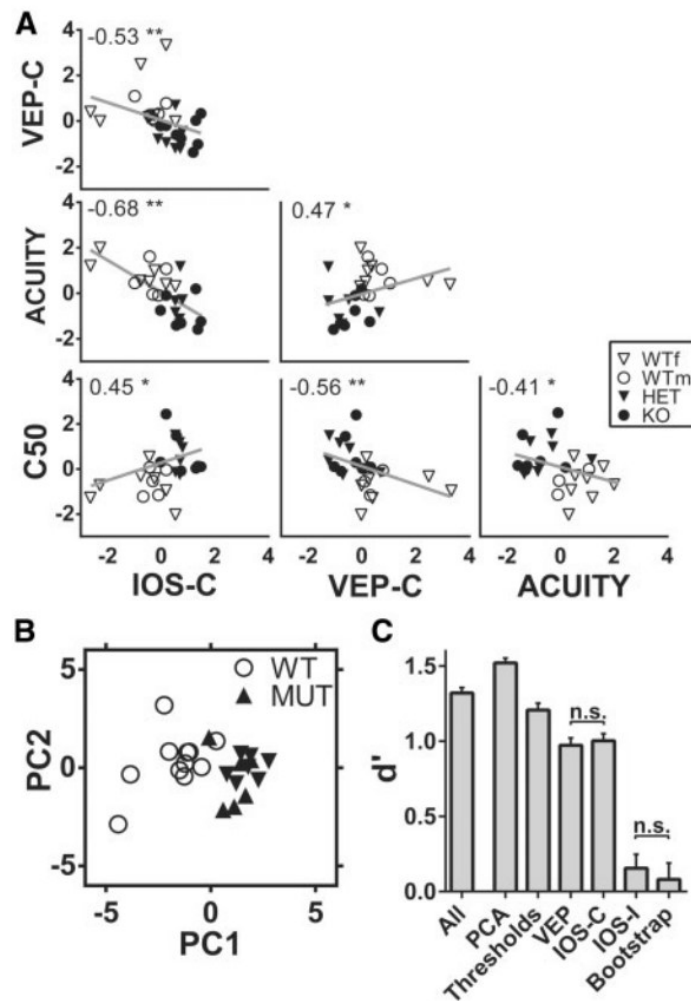 A
4
-0.53 **
VEP-C
2
0
-2
-0.68 **
0.47 *
ACUITY
4
2
0
-2
WTf
WTm
HET
KO
0.45 *
-0.56 **
-0.41 *
C50
4
2
0
-2
-2 0 2 4
-2 0 2 4
-2 0 2 4
IOS-C
VEP-C
ACUITY
B
5
WT
MUT
PC2
0
-5
-5 0 5
PC1
C
1.5
n.s.
d'
1.0
n.s.
0.5
0.0
All
PCA
Thresholds
VEP
IOS-C
IOS-I
Bootstrap